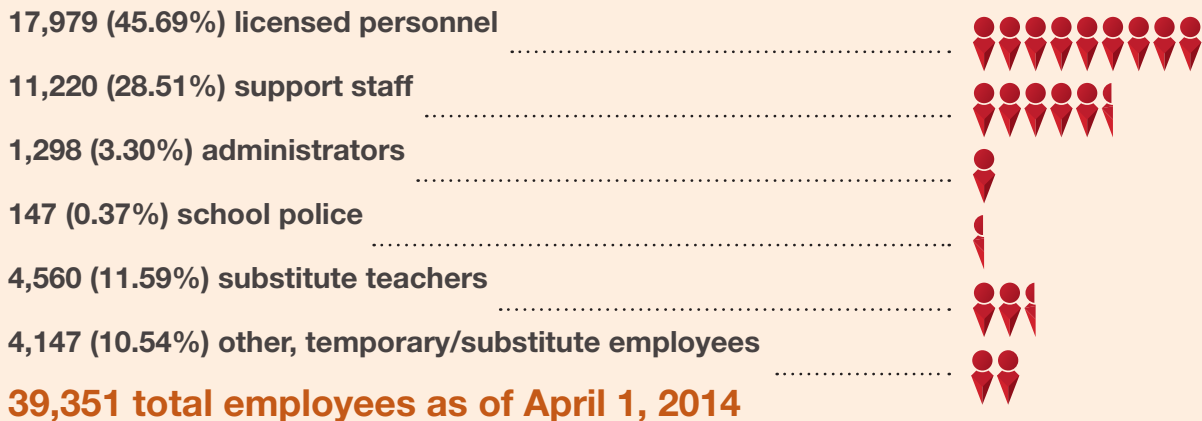 17,979 (45.69%) licensed personnel
11,220 (28.51%) support staff
1,298 (3.30%) administrators
147 (0.37%) school police
4,560 (11.59%) substitute teachers
4,147 (10.54%) other, temporary/substitute employees
39,351 total employees as of April 1, 2014